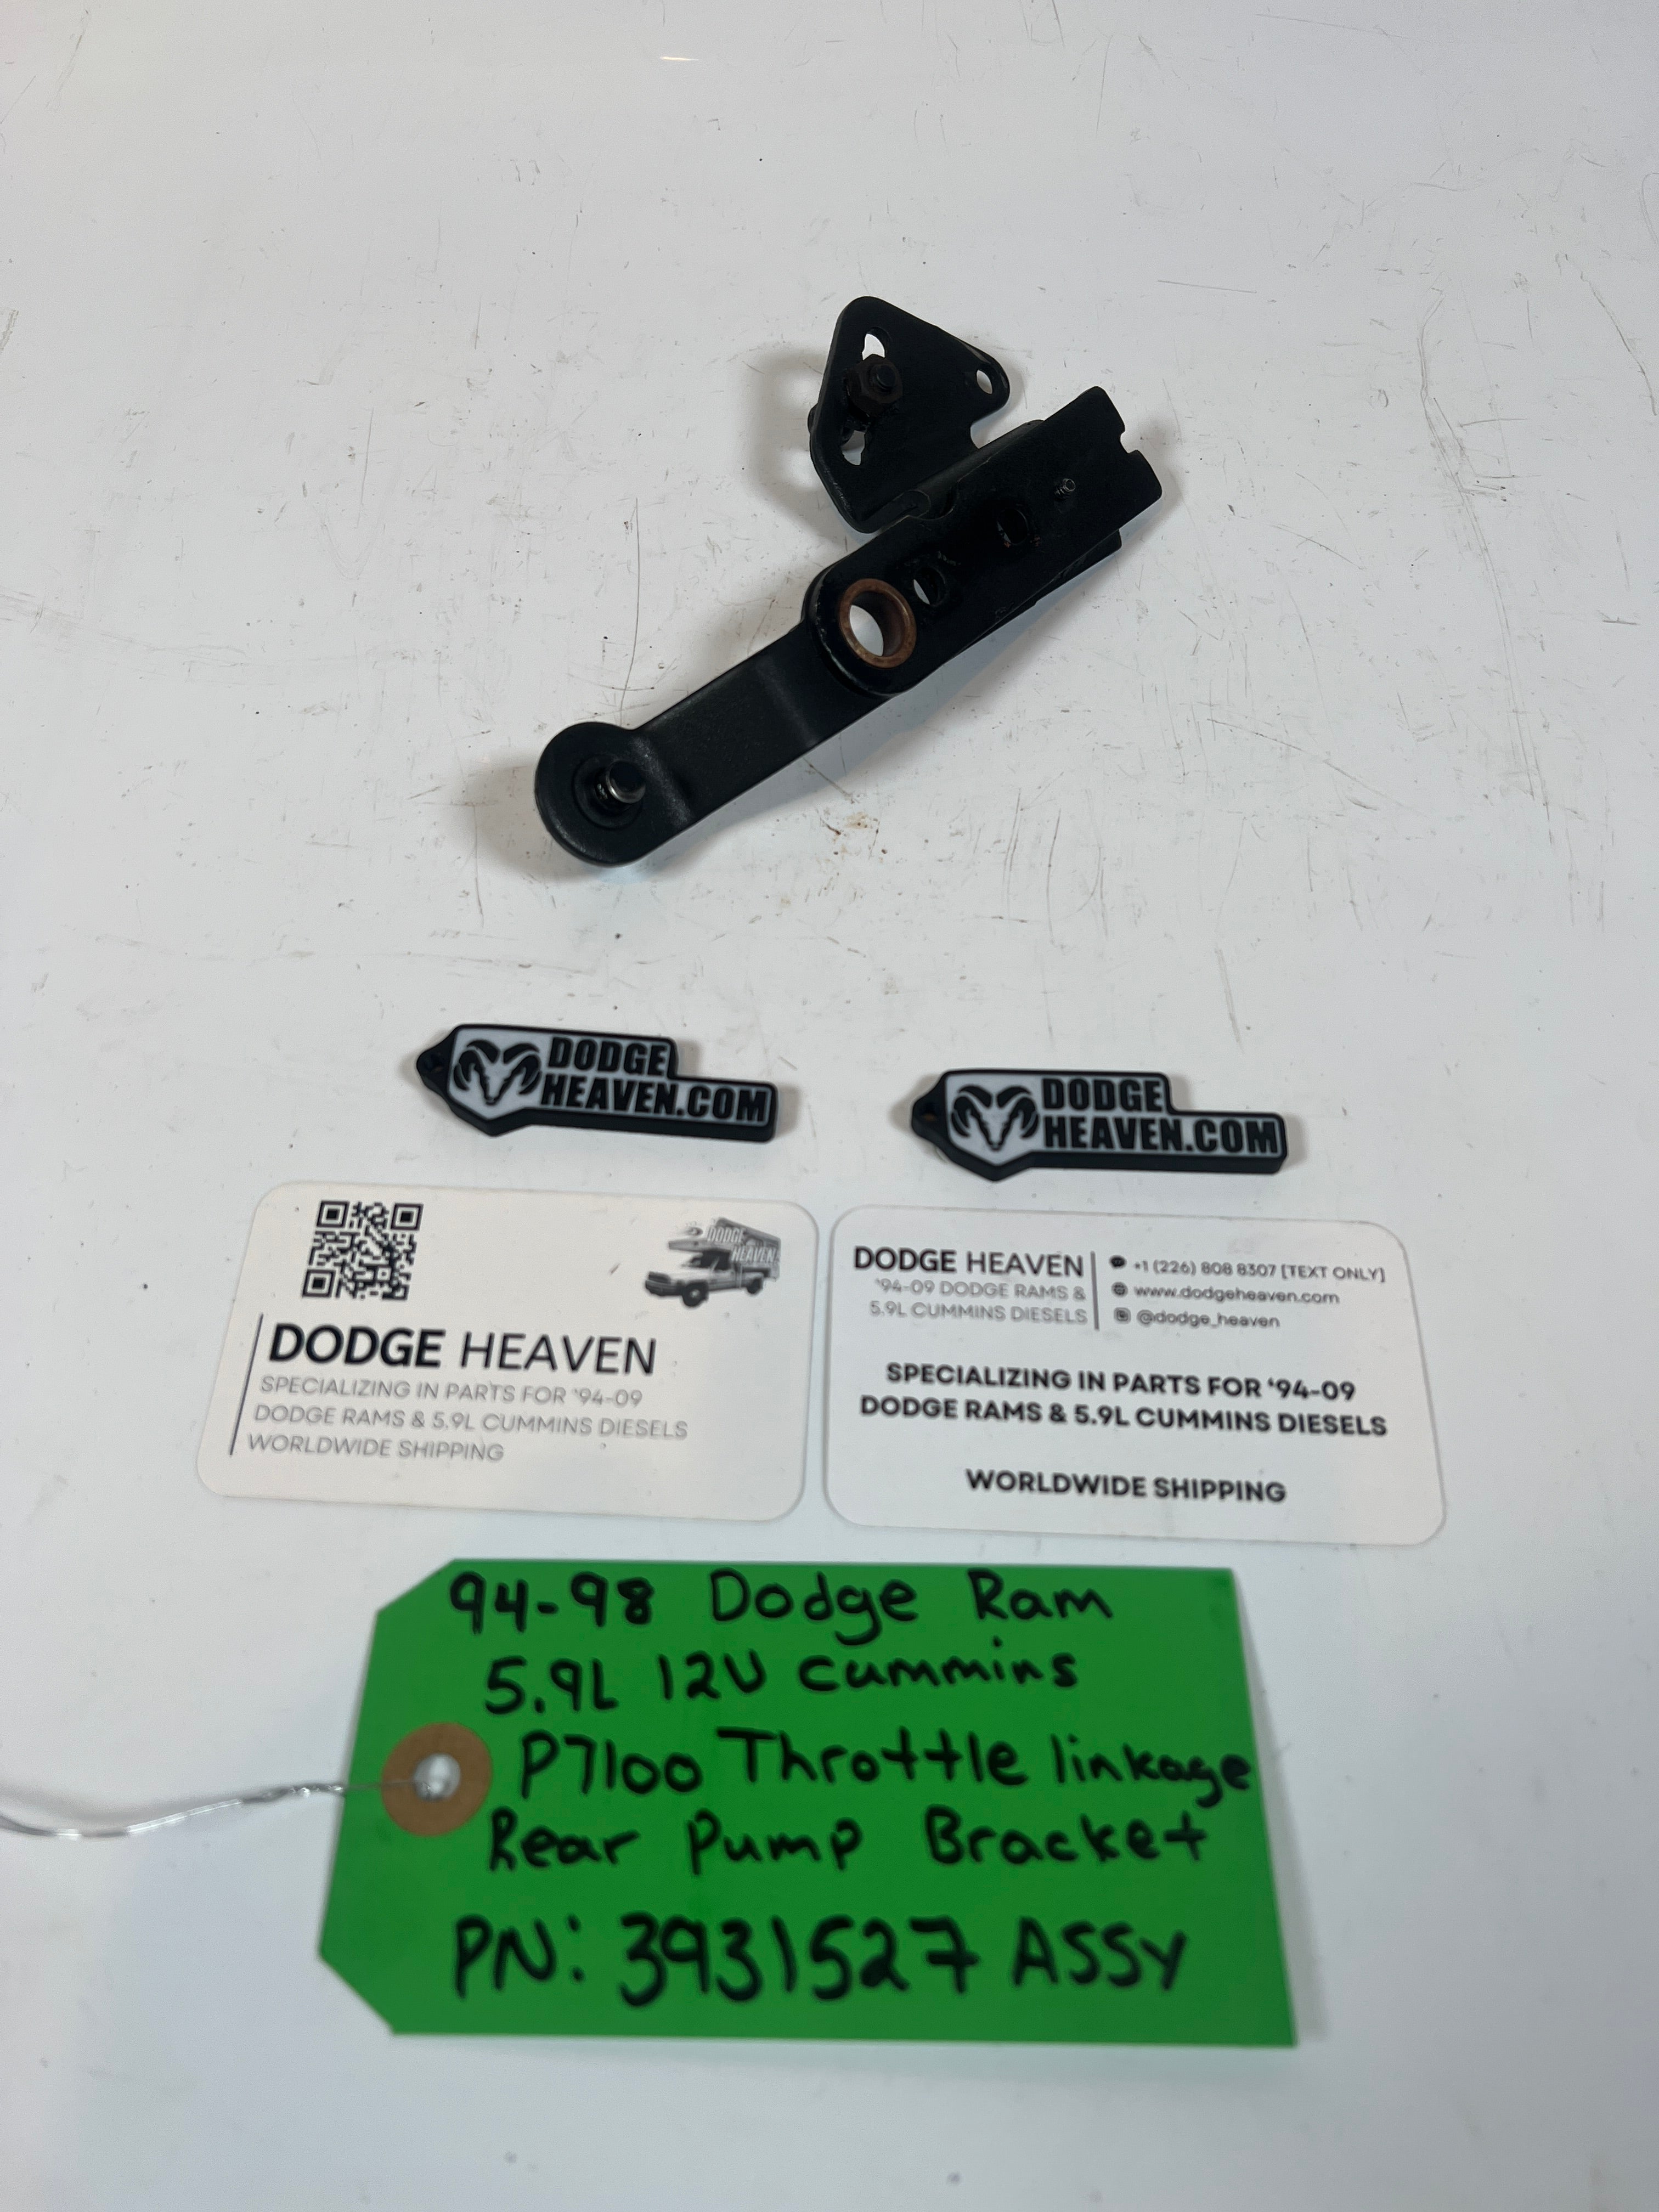 DODGE
HEAVEN.COM
DODGE
HEAVEN.COM
DODGE
HEAVEN
DODGE HEAVEN
SPECIALIZING IN PARTS FOR '94-09
DODGE RAMS & 5.9L CUMMINS DIESELS
WORLDWIDE SHIPPING
DODGE HEAVEN
'94-09 DODGE RAMS &
5.9L CUMMINS DIESELS
+1 (226) 808 8307 [TEXT ONLY]
www.dodgeheaven.com
@dodge_heaven
SPECIALIZING IN PARTS FOR '94-09
DODGE RAMS & 5.9L CUMMINS DIESELS
WORLDWIDE SHIPPING
94-98 Dodge Ram
5.9L 12V Cummins
P7100 Throttle linkage
Rear Pump Bracket
PN: 3931527 ASSY